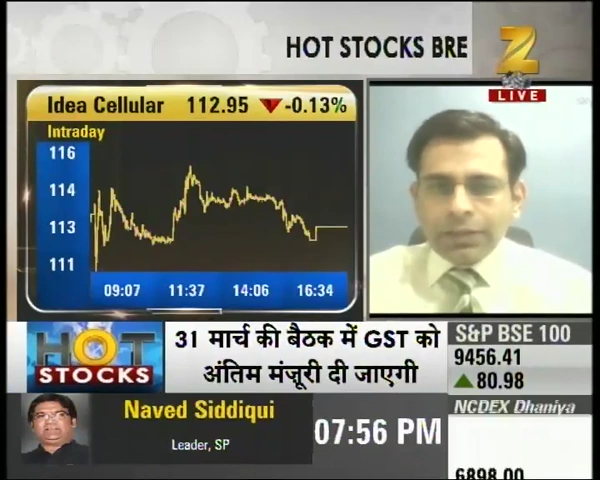 HOT STOCKS BRE
Z
LIVE
Idea Cellular 112.95 ▼-0.13%
Intraday
116
114
113
111
09:07 11:37 14:06 16:34
HOT
STOCKS
31 मार्च की बैठक में GST को
अंतिम मंज़ूरी दी जाएगी
S&P BSE 100
9456.41
▲80.98
Naved Siddiqui
Leader, SP
07:56 PM
NCDEX Dhaniya
6898.00